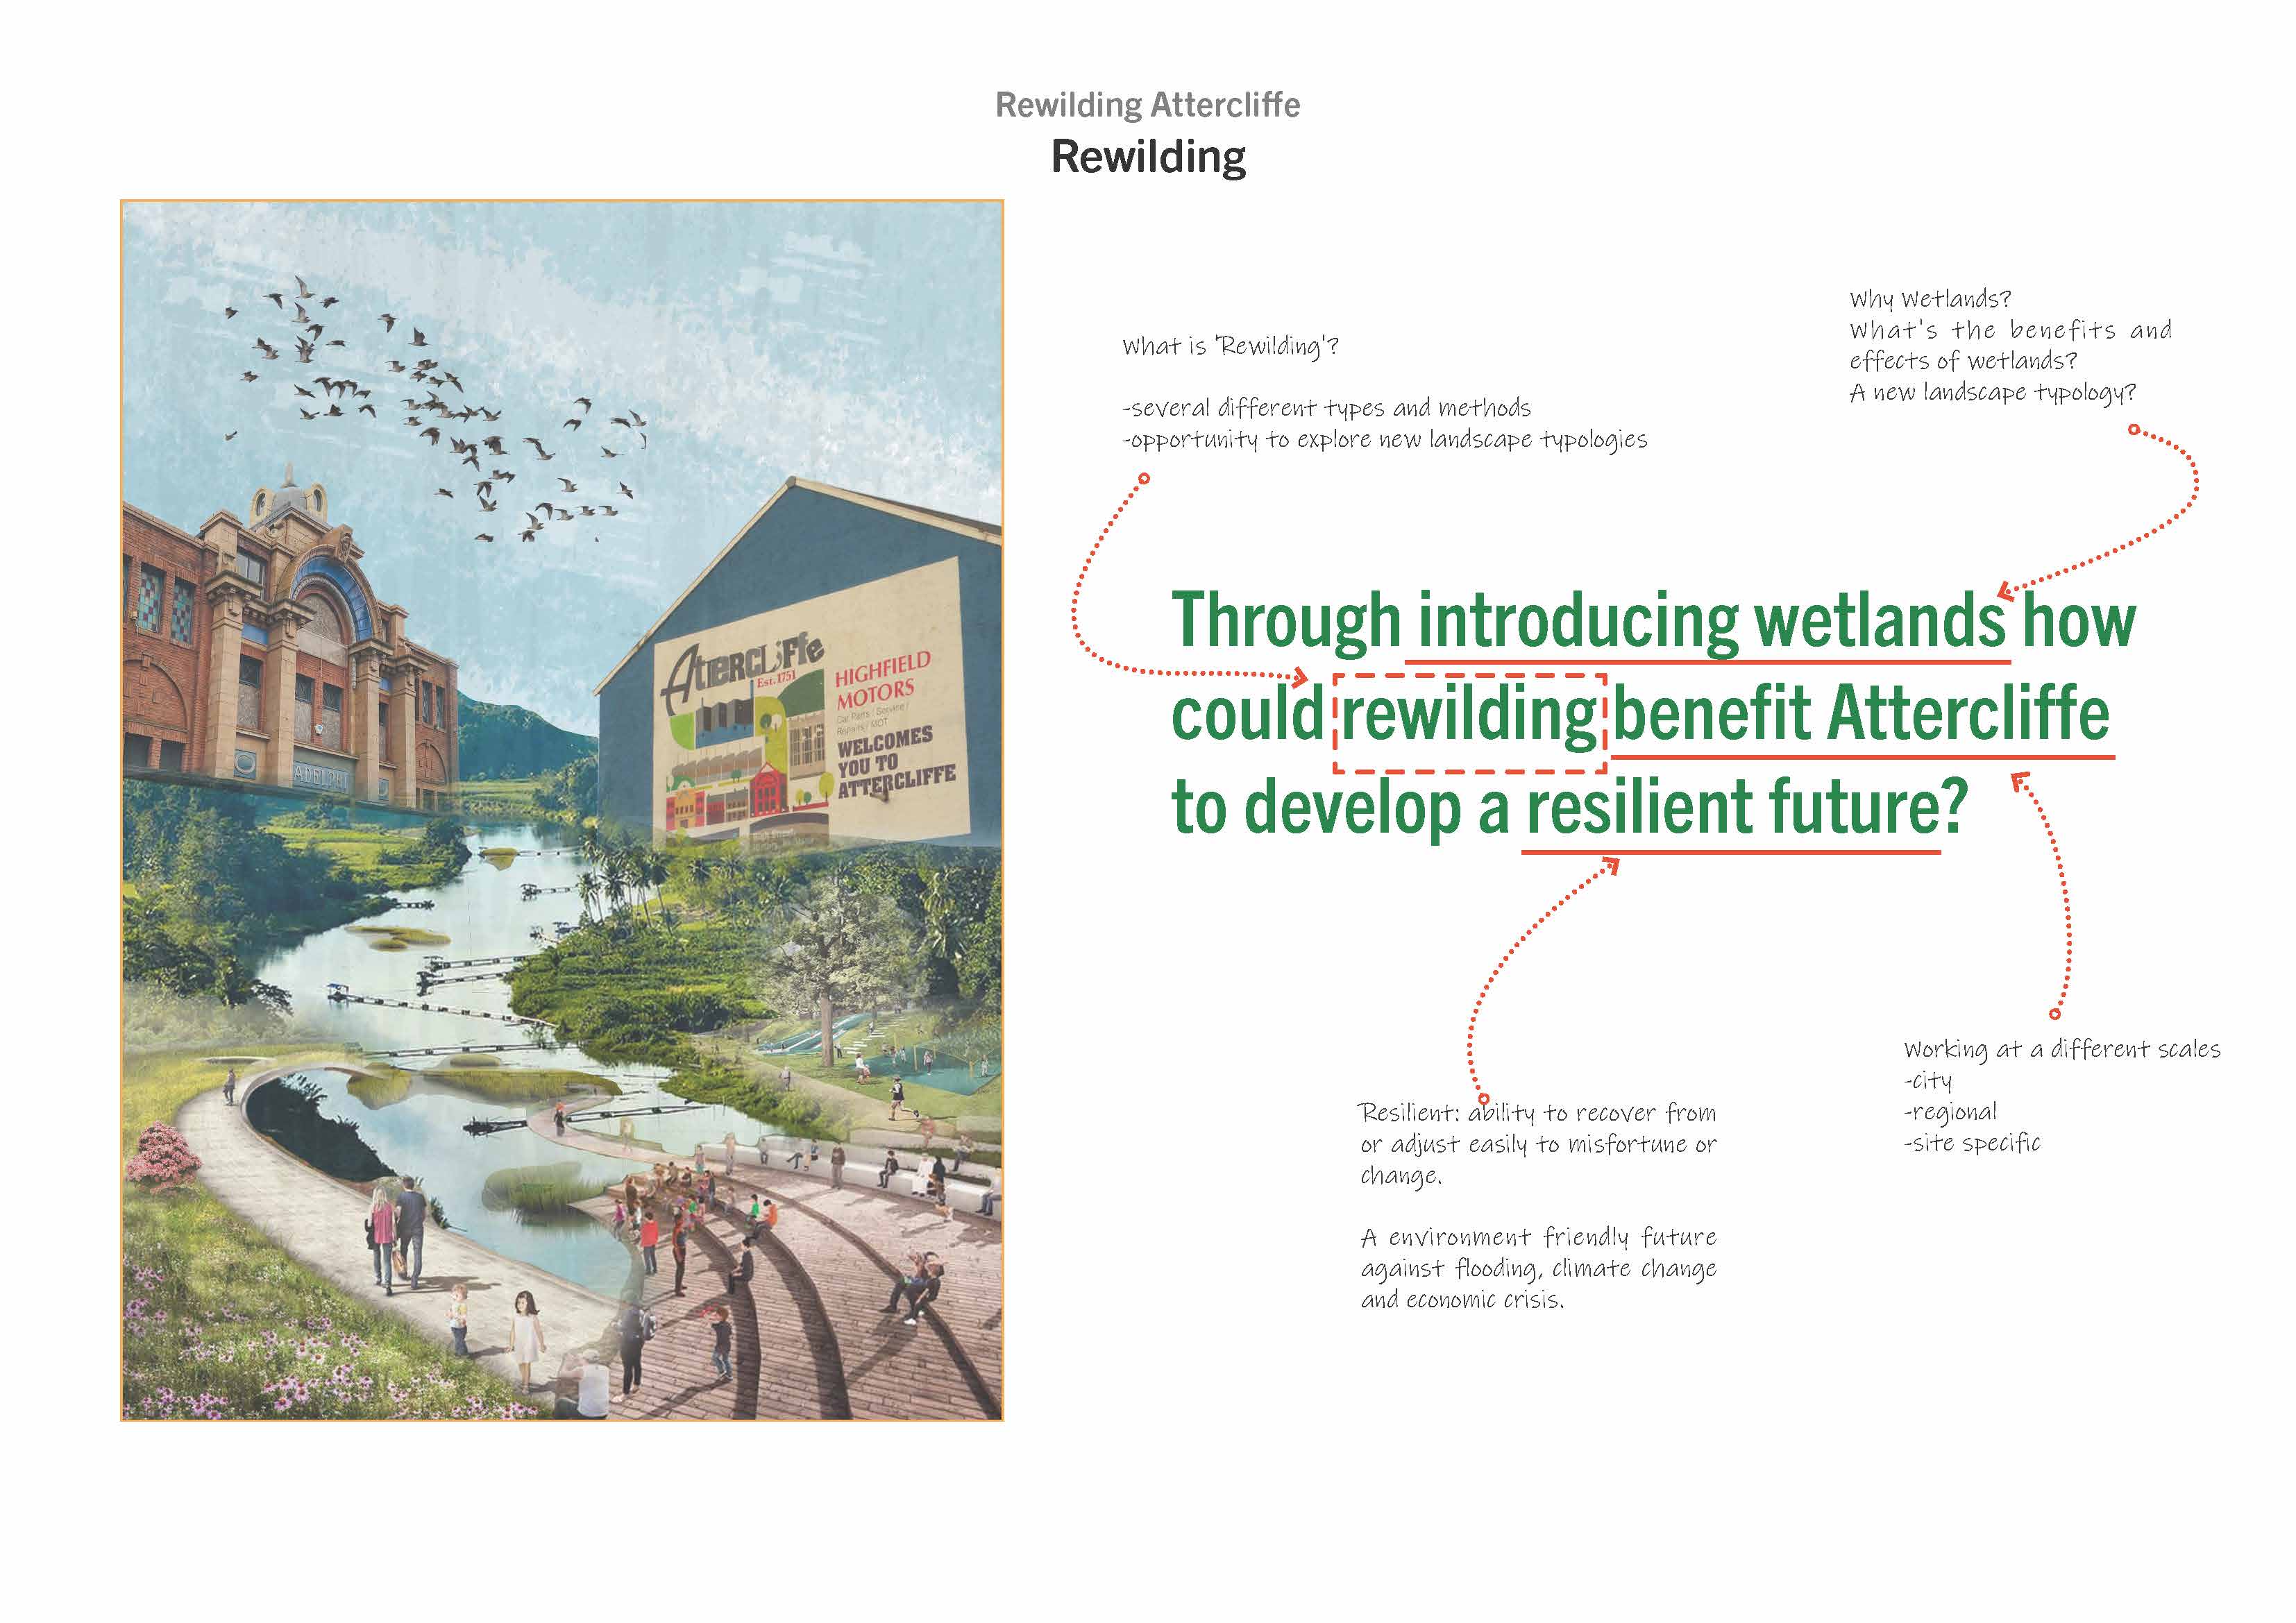 Rewilding Attercliffe
Rewilding
ADELPHI
Attercliffe
Est. 1751
HIGHFIELD
MOTORS
Car Parts / Service /
Repairs / MOT
WELCOMES
YOU TO
ATTERCLIFFE
What is 'Rewilding'?
-several different types and methods
-opportunity to explore new landscape typologies
Why Wetlands?
What's the benefits and
effects of wetlands?
A new landscape typology?
Through introducing wetlands how
could rewilding benefit Attercliffe
to develop a resilient future?
Resilient: ability to recover from
or adjust easily to misfortune or
change.
A environment friendly future
against flooding, climate change
and economic crisis.
Working at a different scales
-city
-regional
-site specific